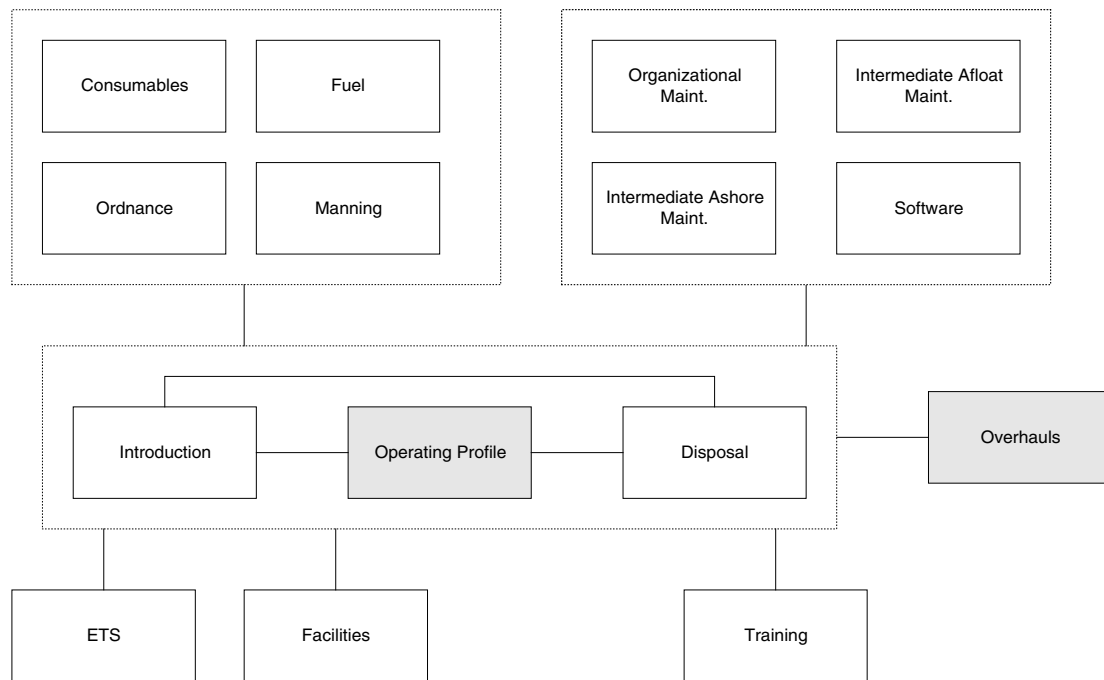 Consumables
Fuel
Organizational
Maint.
Intermediate Afloat
Maint.
Ordnance
Manning
Intermediate Ashore
Maint.
Software
Introduction
Operating Profile
Disposal
Overhauls
ETS
Facilities
Training